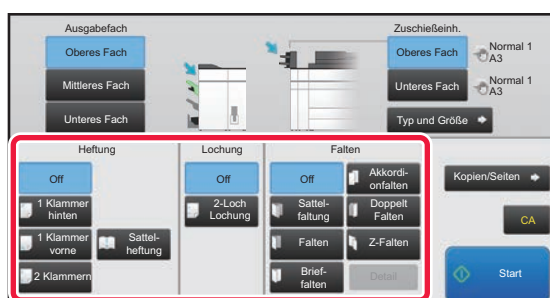 Ausgabefach
Oberes Fach
Mittleres Fach
Unteres Fach
Zuschießeinh.
Oberes Fach
Normal 1
A3
Unteres Fach
Normal 1
A3
Typ und Größe
Heftung
Off
1 Klammer
hinten
1 Klammer
vorne
Sattel-
heftung
2 Klammern
Lochung
Off
2-Loch
Lochung
Falten
Off
Akkordi-
onfalten
Sattel-
faltung
Doppelt
Falten
Falten
Z-Falten
Brief-
falten
Detail
Kopien/Seiten
CA
Start